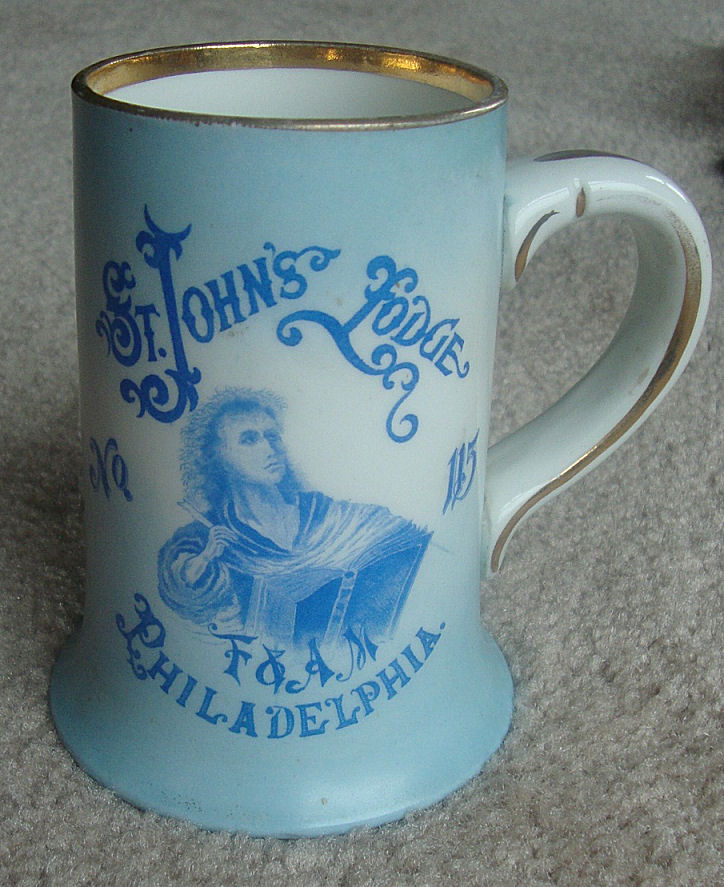 St. John's Lodge
No. 115
F & A M
Philadelphia.